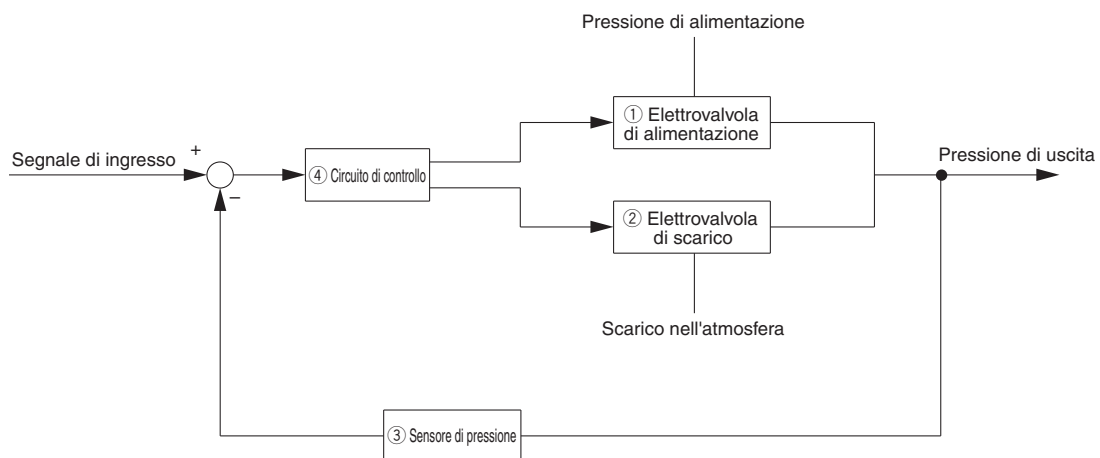 Pressione di alimentazione
① Elettrovalvola
di alimentazione
Segnale di ingresso
+
−
④ Circuito di controllo
Pressione di uscita
② Elettrovalvola
di scarico
Scarico nell'atmosfera
③ Sensore di pressione